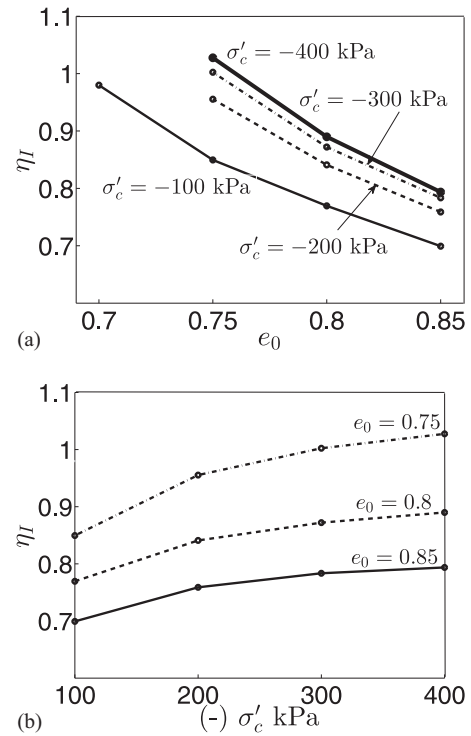 1.1
1
0.9
0.8
0.7
η_I
σ′_c = −400 kPa
σ′_c = −300 kPa
σ′_c = −100 kPa
σ′_c = −200 kPa
0.7 0.75 0.8 0.85
(a) e_0
1.1
1
0.9
0.8
0.7
η_I
e_0 = 0.75
e_0 = 0.8
e_0 = 0.85
100 200 300 400
(b) (-) σ′_c kPa